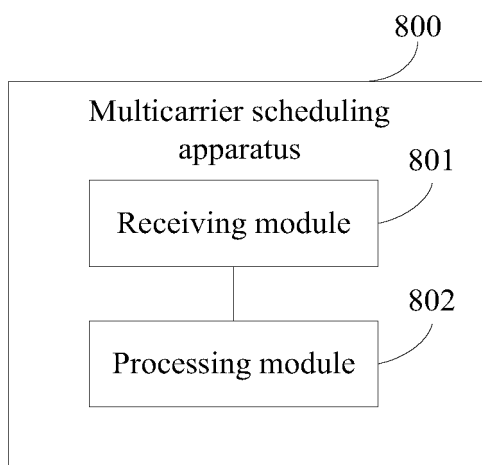 800
Multicarrier scheduling
apparatus
801
Receiving module
802
Processing module